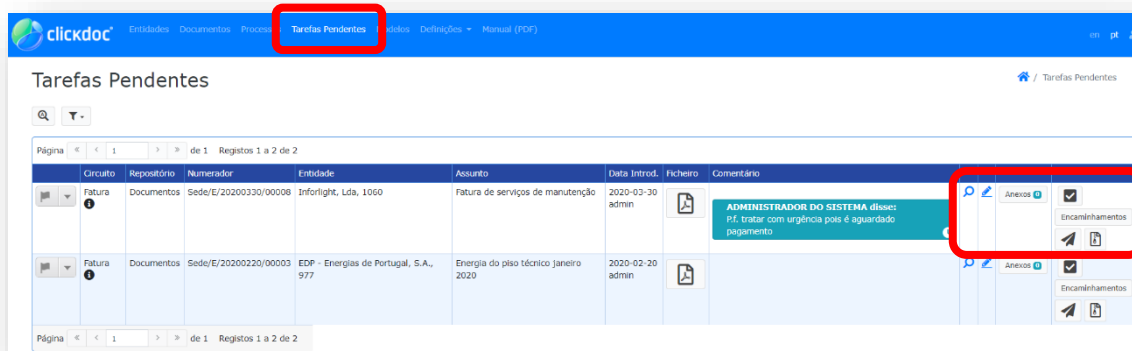 clickdoc Entidades Documentos Processos Tarefas Pendentes Modelos Definições Manual (PDF) en pt
Tarefas Pendentes
/ Tarefas Pendentes
Página « < 1 > » de 1 Registos 1 a 2 de 2
Circuito Repositório Numerador Entidade Assunto Data Introd. Ficheiro Comentário
Fatura Documentos Sede/E/20200330/00008 Inforlight, Lda, 1060 Fatura de serviços de manutenção 2020-03-30
admin
ADMINISTRADOR DO SISTEMA disse:
P.f. tratar com urgência pois é aguardado
pagamento
Anexos 0
Encaminhamentos
Fatura Documentos Sede/E/20200220/00003 EDP - Energias de Portugal, S.A.,
977
Energia do piso técnico janeiro
2020
2020-02-20
admin
Anexos 0
Encaminhamentos
Página « < 1 > » de 1 Registos 1 a 2 de 2